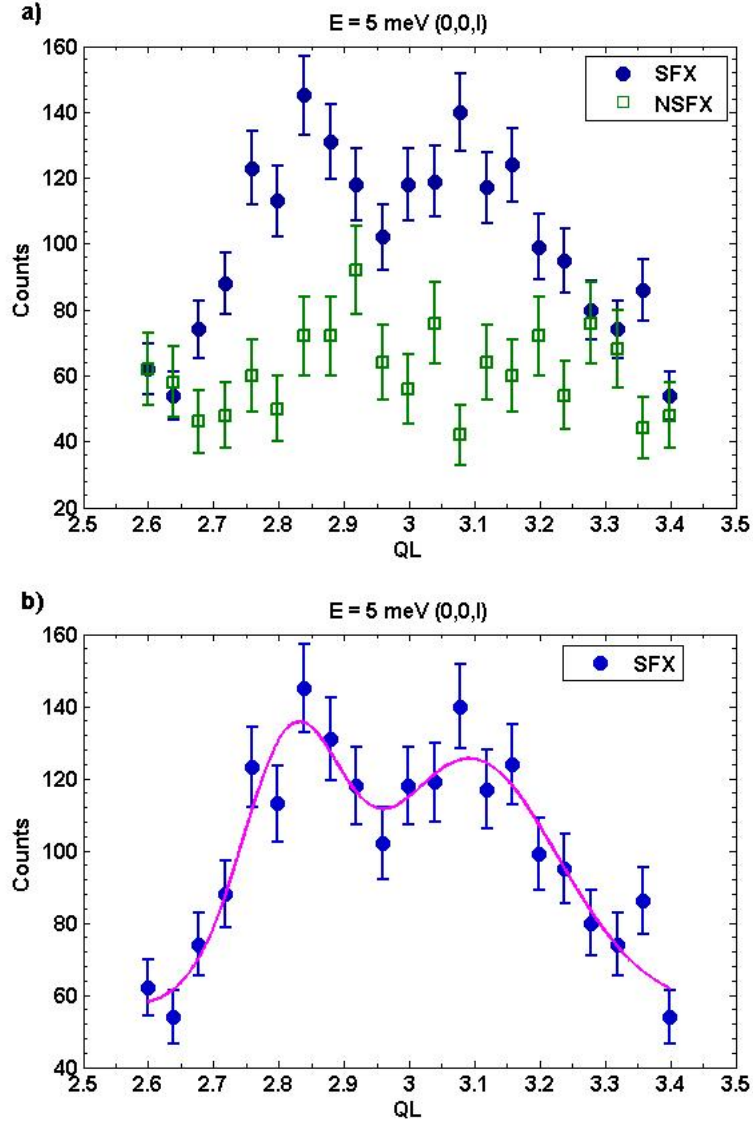 a)
E = 5 meV (0,0,l)
160
140
120
100
80
60
40
20
Counts
SFX
NSFX
2.5 2.6 2.7 2.8 2.9 3 3.1 3.2 3.3 3.4 3.5
QL
b)
E = 5 meV (0,0,l)
160
140
120
100
80
60
40
Counts
SFX
2.5 2.6 2.7 2.8 2.9 3 3.1 3.2 3.3 3.4 3.5
QL